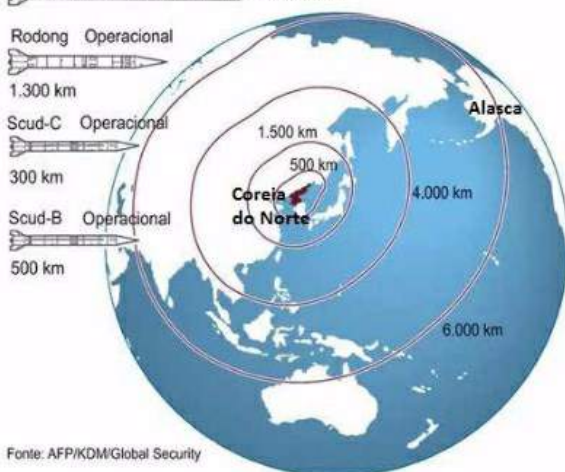 Rodong Operacional
1.300 km
Scud-C Operacional
300 km
Scud-B Operacional
500 km
Alasca
1.500 km
500 km
Coreia
do Norte
4.000 km
6.000 km
Fonte: AFP/KDM/Global Security